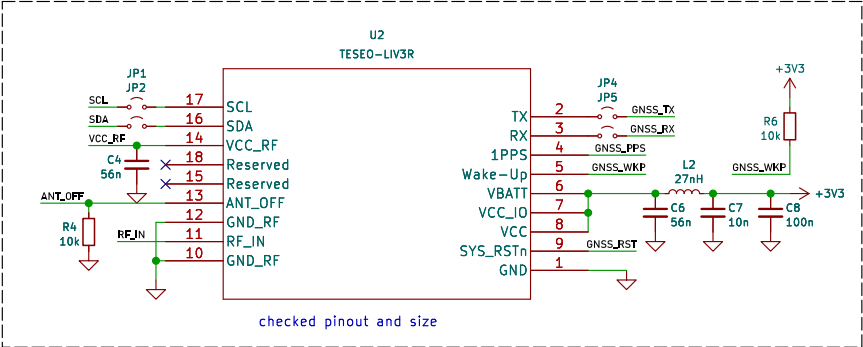 U2
TESEO-LIV3R
JP1
JP2
SCL
17
SCL
SDA
16
SDA
VCC_RF
14
VCC_RF
C4
56n
18
Reserved
15
Reserved
ANT_OFF
13
ANT_OFF
12
GND_RF
R4
10k
RF_IN
11
RF_IN
10
GND_RF
JP4
JP5
TX
2
GNSS_TX
RX
3
GNSS_RX
1PPS
4
GNSS_PPS
Wake-Up
5
GNSS_WKP
VBATT
6
VCC_IO
7
VCC
8
SYS_RSTn
9
GNSS_RST
GND
1
+3V3
R6
10k
GNSS_WKP
L2
27nH
+3V3
C6
56n
C7
10n
C8
100n
checked pinout and size